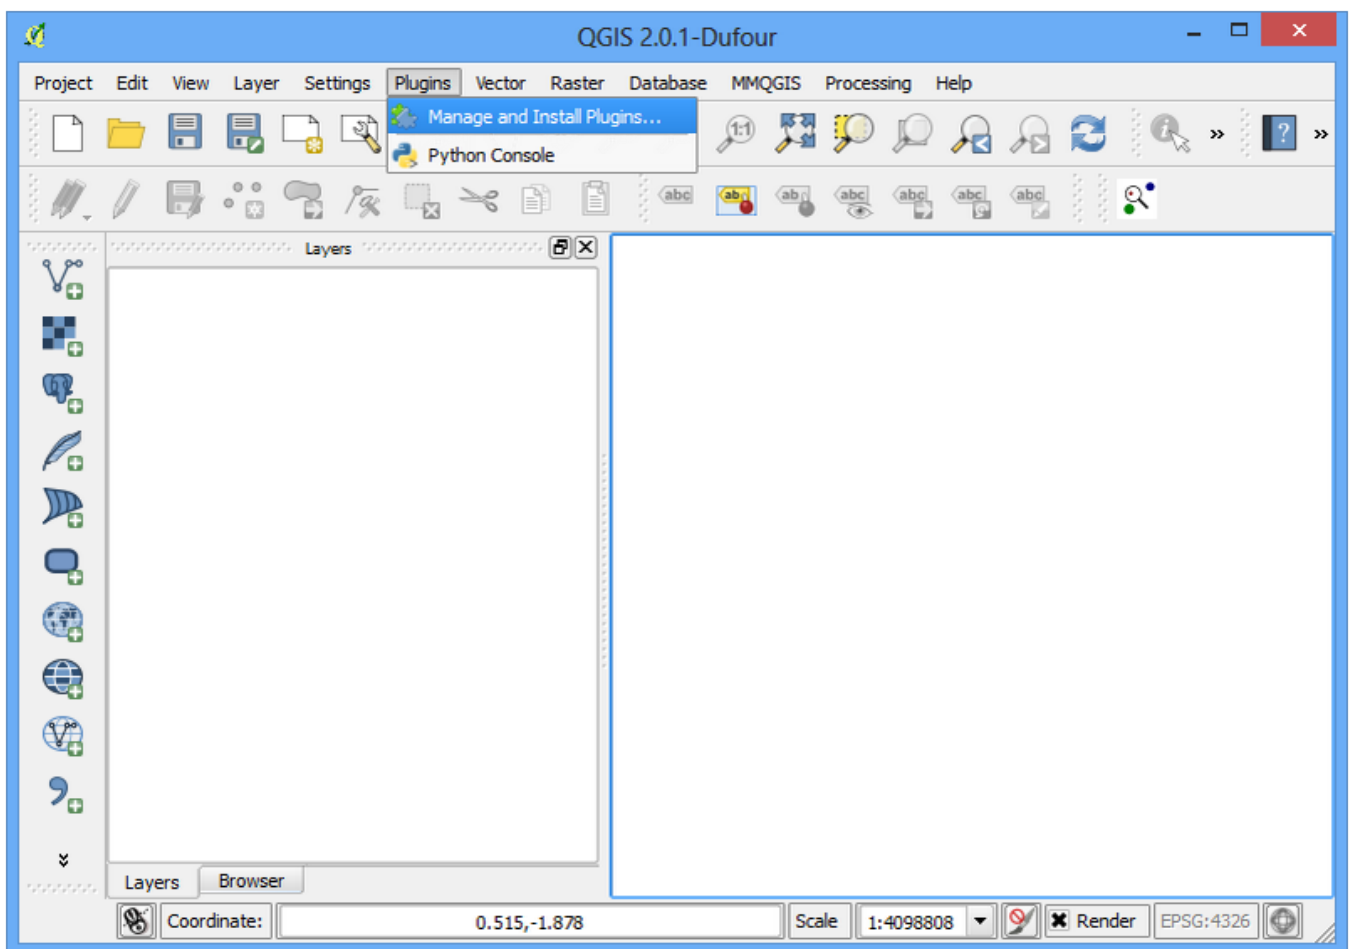 QGIS 2.0.1-Dufour
Project Edit View Layer Settings Plugins Vector Raster Database MMQGIS Processing Help
Manage and Install Plugins...
1:1
» ? »
Python Console
abc ab ab abc abc abc abc
Layers
Layers Browser
Coordinate: 0.515,-1.878 Scale 1:4098808 Render EPSG:4326